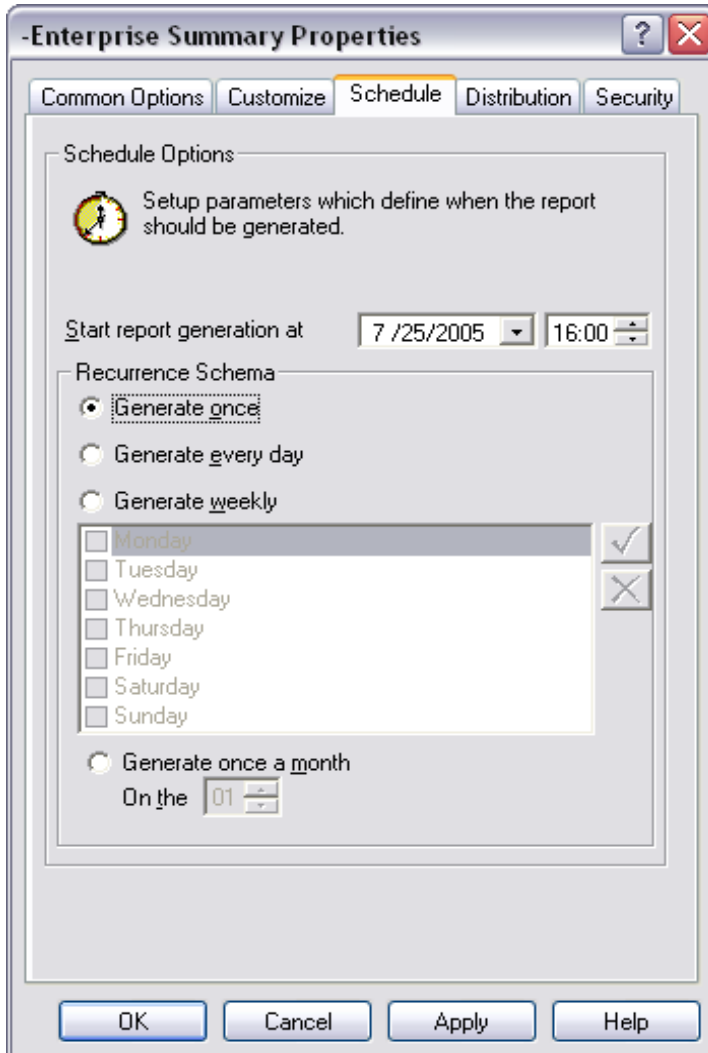 -Enterprise Summary Properties
?
Common Options Customize Schedule Distribution Security
Schedule Options
Setup parameters which define when the report
should be generated.
Start report generation at 7 /25/2005 16:00
Recurrence Schema
Generate once
Generate every day
Generate weekly
Monday
Tuesday
Wednesday
Thursday
Friday
Saturday
Sunday
Generate once a month
On the 01
OK Cancel Apply Help